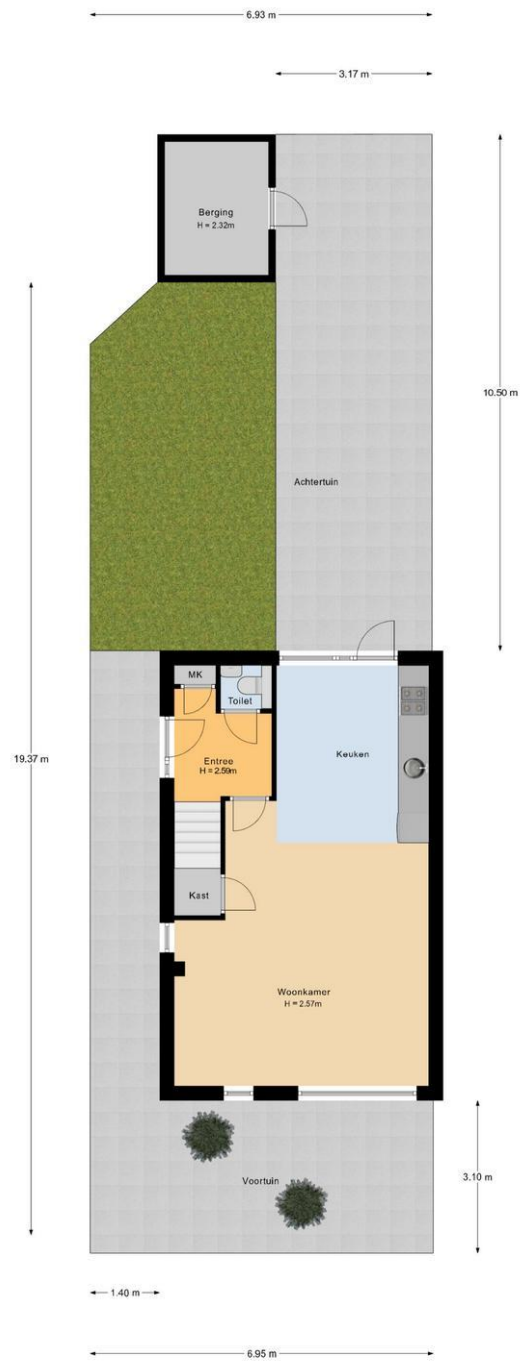 6.93 m
3.17 m
Berging
H = 2.32m
10.50 m
Achtertuin
MK
Toilet
Keuken
19.37 m
Entree
H = 2.59m
Kast
Woonkamer
H = 2.57m
Voortuin
3.10 m
1.40 m
6.95 m